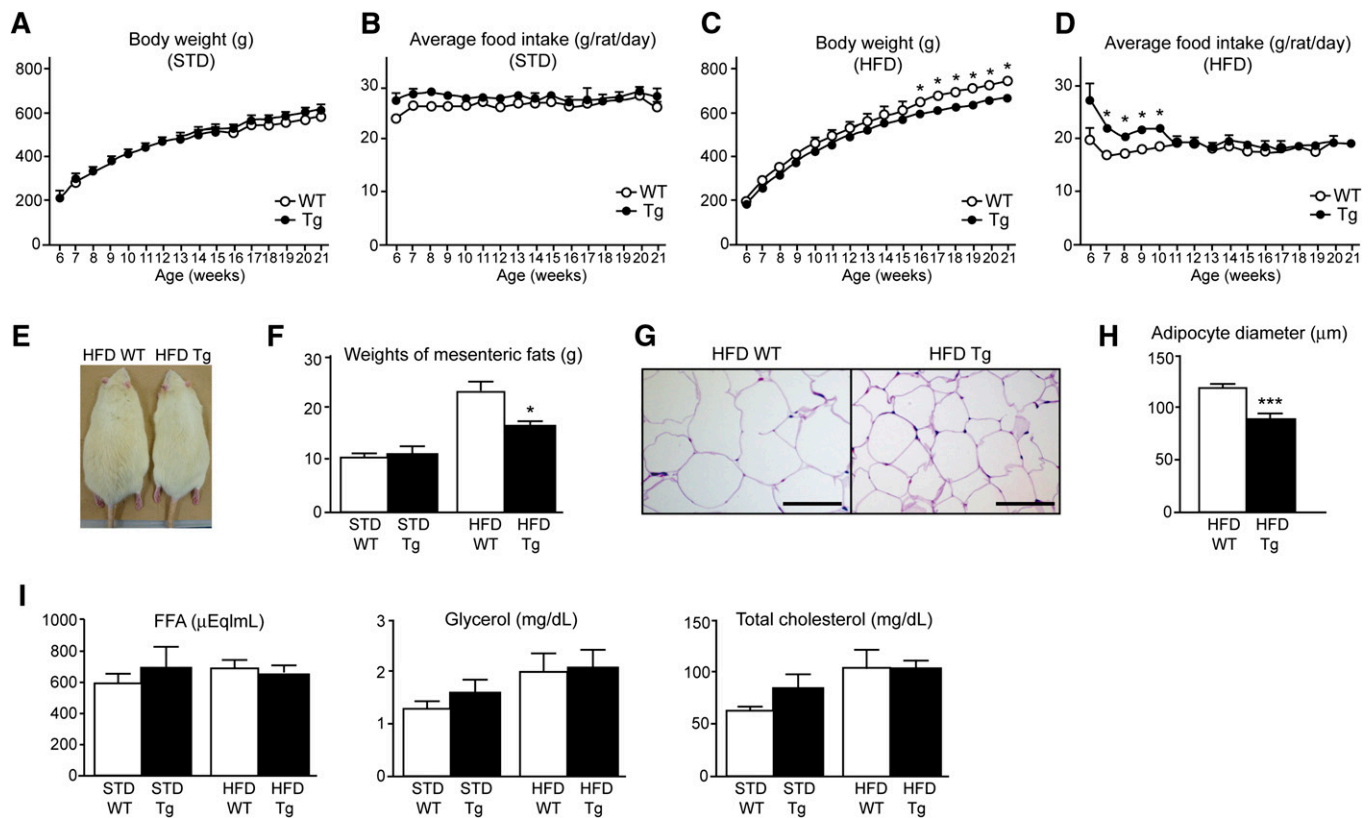 A
Body weight (g)
(STD)
800
600
400
200
0
WT
Tg
6 7 8 9 10 11 12 13 14 15 16 17 18 19 20 21
Age (weeks)
B
Average food intake (g/rat/day)
(STD)
30
20
10
0
WT
Tg
6 7 8 9 10 11 12 13 14 15 16 17 18 19 20 21
Age (weeks)
C
Body weight (g)
(HFD)
800
600
400
200
0
* * * * * *
WT
Tg
6 7 8 9 10 11 12 13 14 15 16 17 18 19 20 21
Age (weeks)
D
Average food intake (g/rat/day)
(HFD)
30
20
10
0
* * * *
WT
Tg
6 7 8 9 10 11 12 13 14 15 16 17 18 19 20 21
Age (weeks)
E
HFD WT HFD Tg
F
Weights of mesenteric fats (g)
30
20
10
0
*
STD WT
STD Tg
HFD WT
HFD Tg
G
HFD WT HFD Tg
H
Adipocyte diameter (μm)
150
100
50
0
***
HFD WT
HFD Tg
I
FFA (μEqlmL)
1000
800
600
400
200
0
STD WT
STD Tg
HFD WT
HFD Tg
Glycerol (mg/dL)
3
2
1
0
STD WT
STD Tg
HFD WT
HFD Tg
Total cholesterol (mg/dL)
150
100
50
0
STD WT
STD Tg
HFD WT
HFD Tg